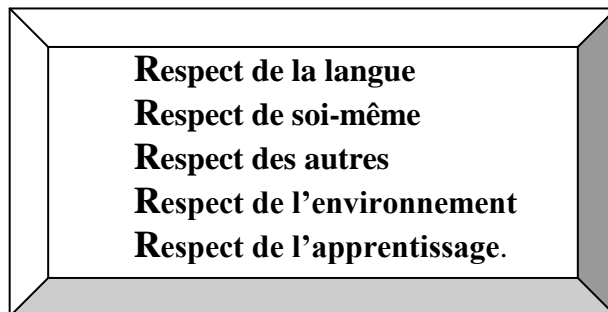 Respect de la langue
Respect de soi-même
Respect des autres
Respect de l’environnement
Respect de l’apprentissage.